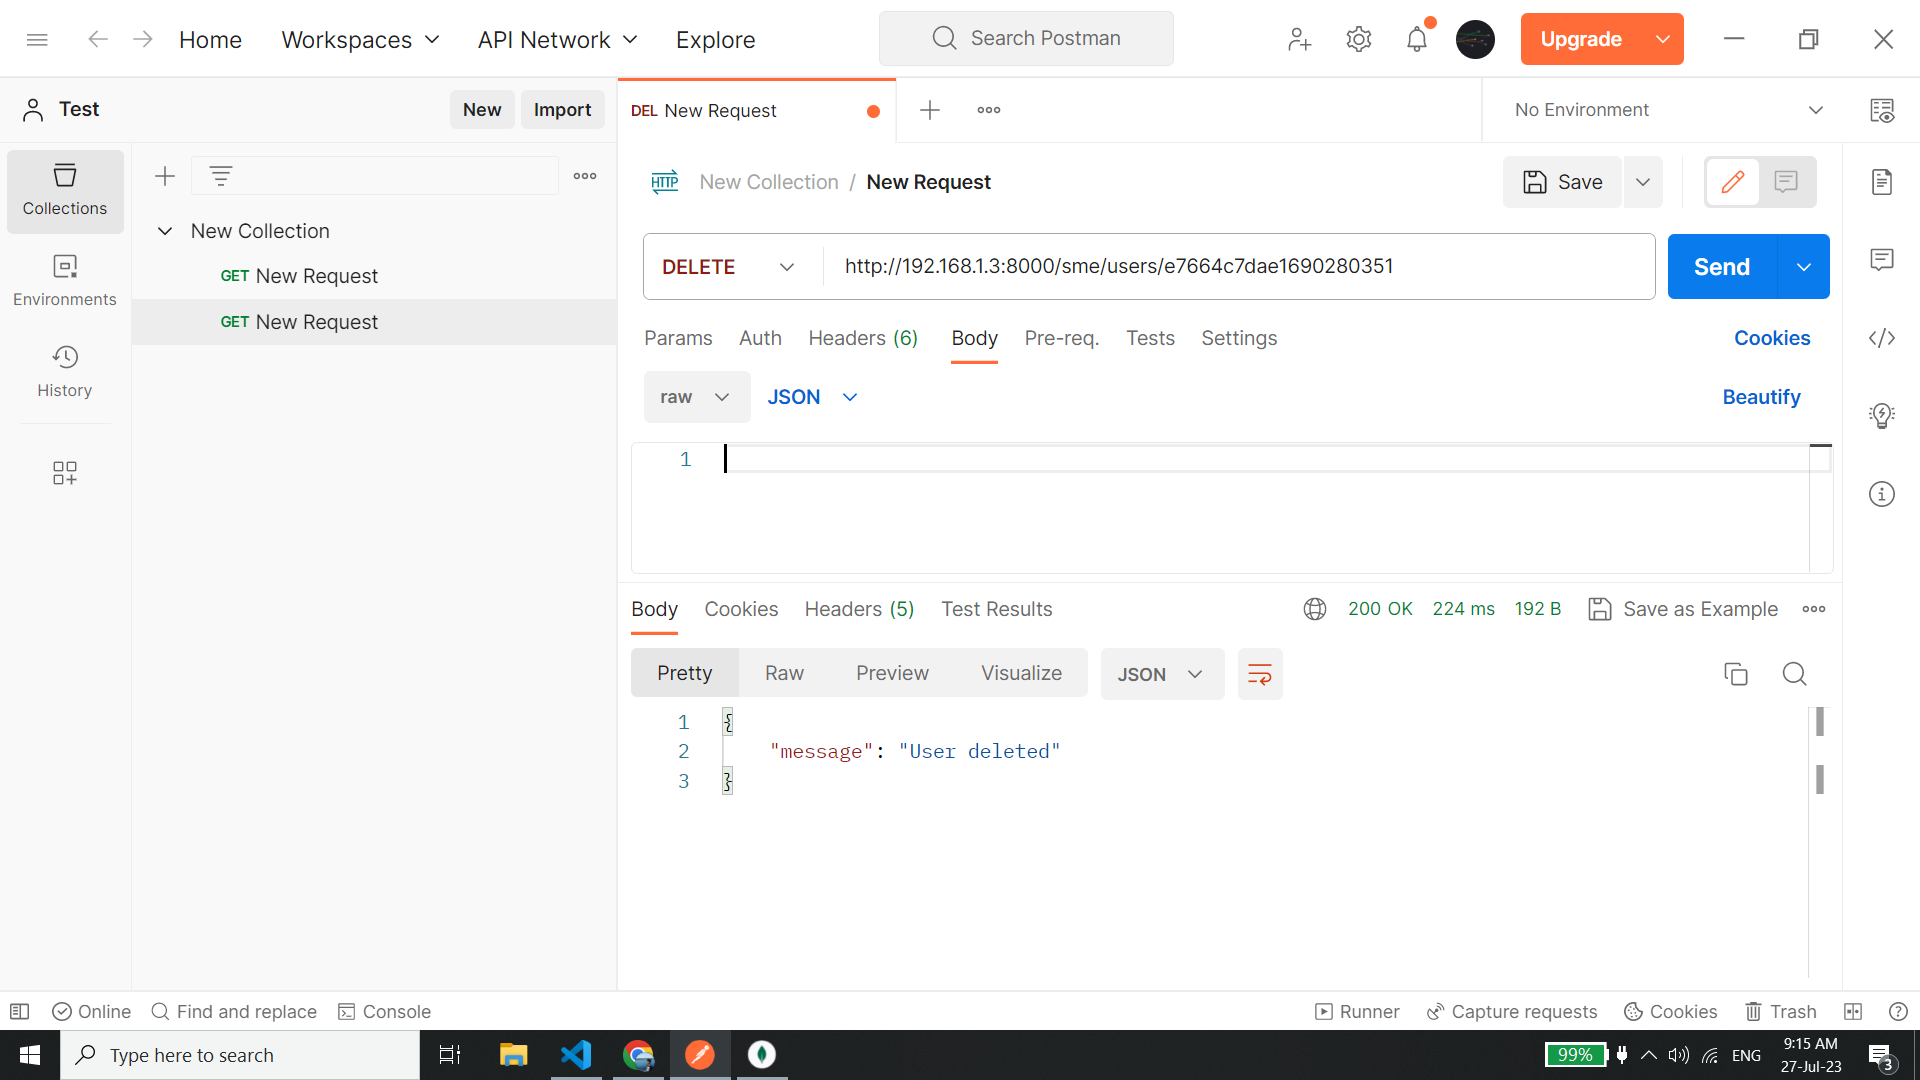 Home
Workspaces
API Network
Explore
Search Postman
Upgrade
Test
New
Import
DEL New Request
No Environment
Collections
Environments
History
New Collection
GET New Request
GET New Request
HTTP
New Collection / New Request
Save
DELETE
http://192.168.1.3:8000/sme/users/e7664c7dae1690280351
Send
Params
Auth
Headers (6)
Body
Pre-req.
Tests
Settings
Cookies
raw
JSON
Beautify
1
Body
Cookies
Headers (5)
Test Results
200 OK
224 ms
192 B
Save as Example
Pretty
Raw
Preview
Visualize
JSON
1 {
2 "message": "User deleted"
3 }
Online
Find and replace
Console
Runner
Capture requests
Cookies
Trash
Type here to search
99%
ENG
9:15 AM
27-Jul-23
3